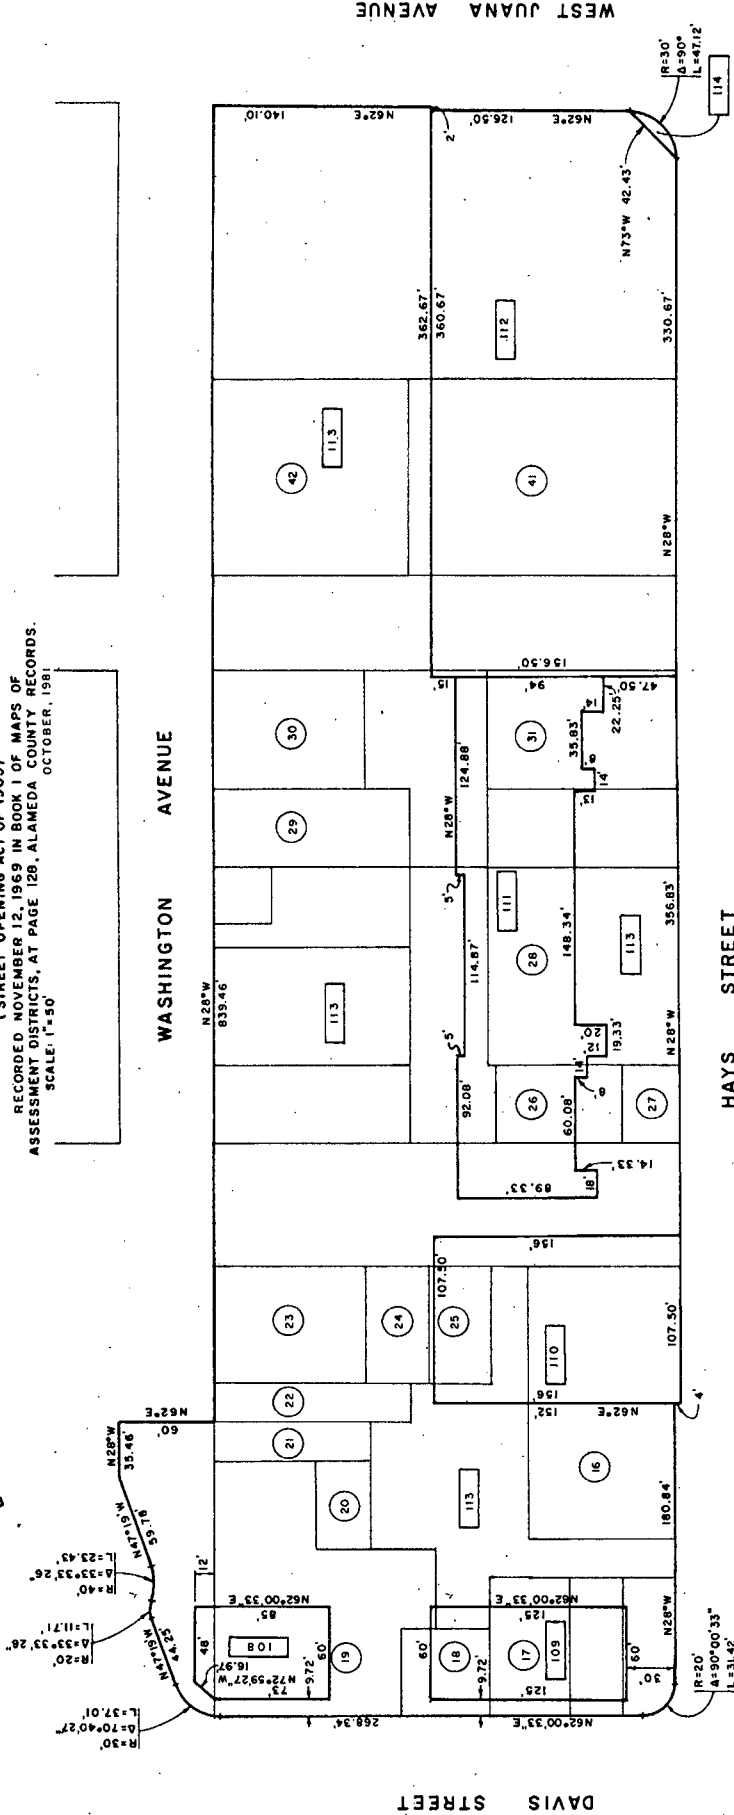 (STREET OPENING ACT OF 1903)
RECORDED NOVEMBER 12, 1969 IN BOOK 1 OF MAPS OF
ASSESSMENT DISTRICTS, AT PAGE 128, ALAMEDA COUNTY RECORDS.
SCALE: 1"=50'
OCTOBER, 1981
WEST JUANA AVENUE
WASHINGTON AVENUE
HAYS STREET
DAVIS STREET
R=30'
Δ=90°
L=47.12'
114
140.10'
N62°E
2'
126.50'
N62°E
N73°W 42.43'
362.67'
360.67'
112
330.67'
42
113
41
N28°W
156.50'
15'
94'
47.50'
30
124.88'
N28°W
31
14'
35.83'
22.25'
8'
14'
13'
29
5'
111
28
148.34'
113
356.83'
114.87'
N28°W
839.46'
113
5'
20'
12'
19.33'
N28°W
14'
8'
92.08'
26
60.08'
27
89.33'
18'
14.33'
156'
107.50'
23
24
25
110
107.50'
22
156'
152'
N62°E
4'
N62°E
60'
21
N28°W
35.46'
20
113
16
180.84'
N47°19'W
59.78'
R=40'
Δ=33°33'26"
L=23.43'
R=20'
Δ=33°33'26"
L=11.71'
N47°19'W
44.25'
R=30'
Δ=70°40'27"
L=37.01'
12'
N62°00'33"E
85'
48'
108
60'
16.97'
N72°59'27"W
73'
9.72'
19
268.34'
N62°00'33"E
125'
60'
18
17
109
9.72'
125'
60'
30'
N28°W
N62°00'33"E
R=20'
Δ=90°00'33"
L=31.42'